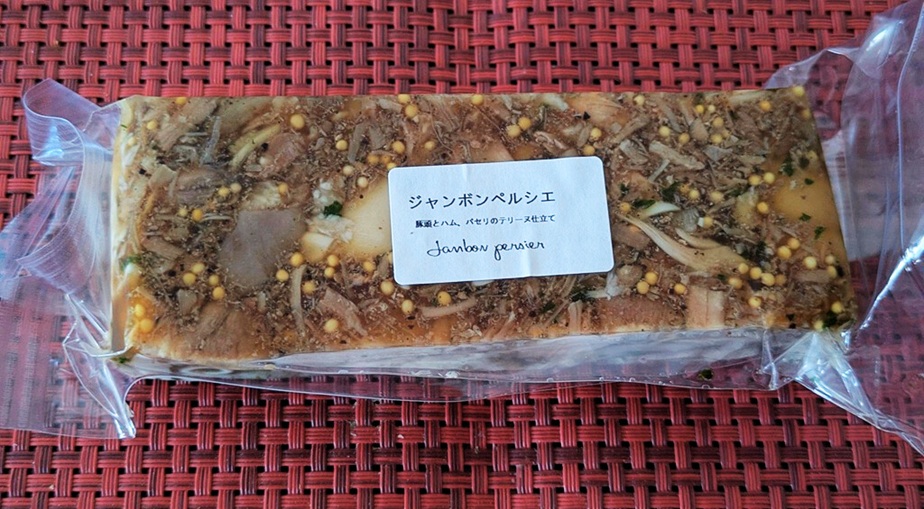 ジャンボンペルシエ
豚頭とハム、パセリのテリーヌ仕立て
Janbon persier